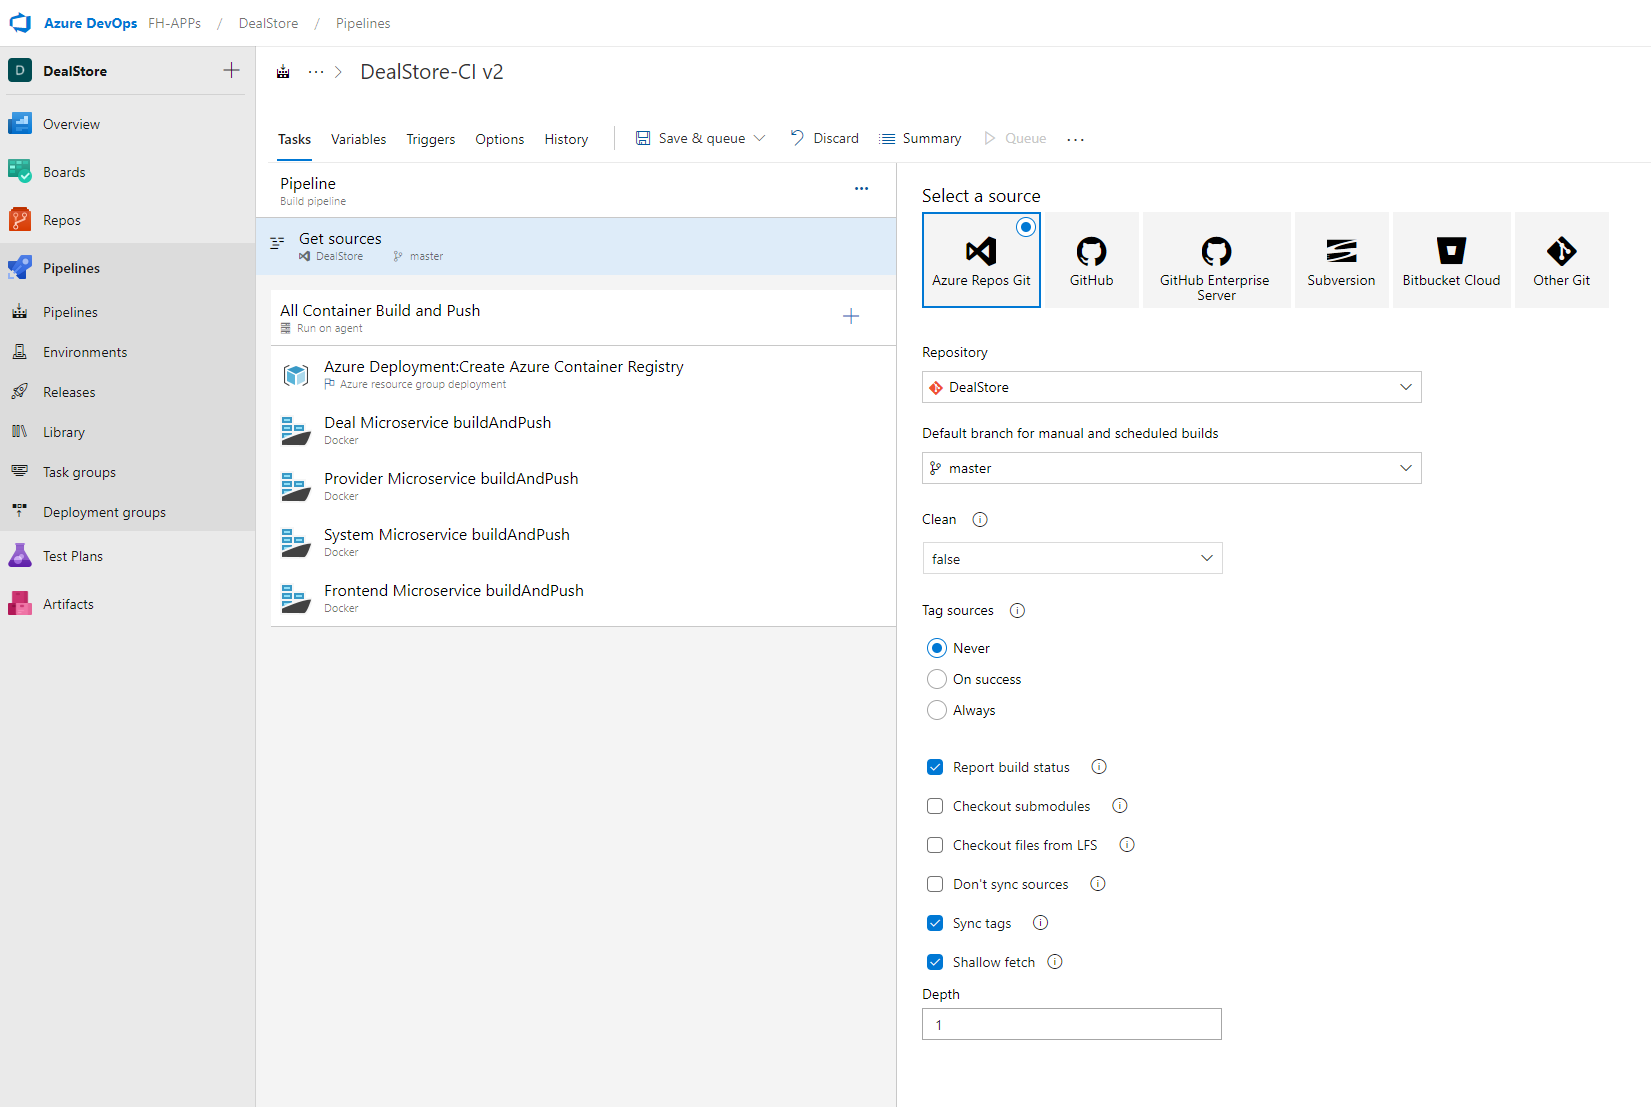 Azure DevOps FH-APPs / DealStore / Pipelines
D DealStore
Overview
Boards
Repos
Pipelines
Pipelines
Environments
Releases
Library
Task groups
Deployment groups
Test Plans
Artifacts
DealStore-CI v2
Tasks Variables Triggers Options History Save & queue Discard Summary Queue
Pipeline
Build pipeline
Get sources
DealStore master
All Container Build and Push
Run on agent
Azure Deployment:Create Azure Container Registry
Azure resource group deployment
Deal Microservice buildAndPush
Docker
Provider Microservice buildAndPush
Docker
System Microservice buildAndPush
Docker
Frontend Microservice buildAndPush
Docker
Select a source
Azure Repos Git
GitHub
GitHub Enterprise
Server
Subversion
Bitbucket Cloud
Other Git
Repository
DealStore
Default branch for manual and scheduled builds
master
Clean
false
Tag sources
Never
On success
Always
Report build status
Checkout submodules
Checkout files from LFS
Don't sync sources
Sync tags
Shallow fetch
Depth
1